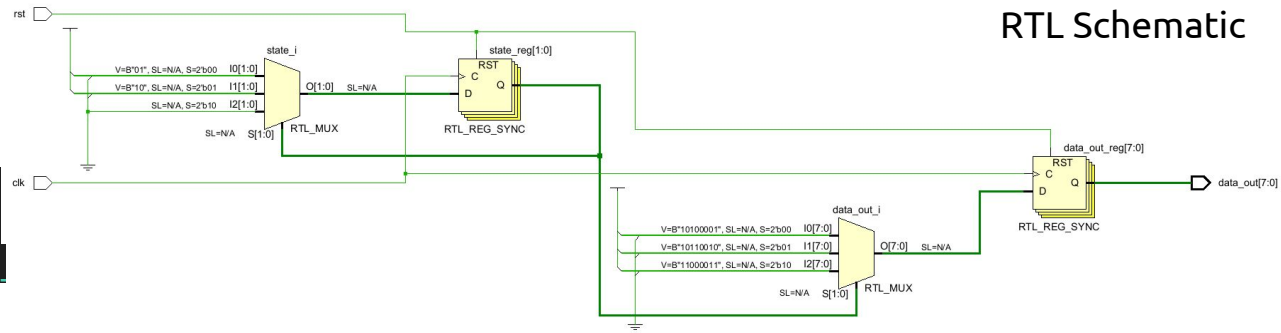 RTL Schematic
rst
state_i
state_reg[1:0]
V=B"01", SL=N/A, S=2'b00 I0[1:0]
V=B"10", SL=N/A, S=2'b01 I1[1:0]
SL=N/A, S=2'b10 I2[1:0]
SL=N/A S[1:0]
RTL_MUX
O[1:0] SL=N/A
RST
C
D
Q
RTL_REG_SYNC
clk
data_out_i
V=B"10100001", SL=N/A, S=2'b00 I0[7:0]
V=B"10110010", SL=N/A, S=2'b01 I1[7:0]
V=B"11000011", SL=N/A, S=2'b10 I2[7:0]
SL=N/A S[1:0]
RTL_MUX
O[7:0] SL=N/A
data_out_reg[7:0]
RST
C
D
Q
RTL_REG_SYNC
data_out[7:0]